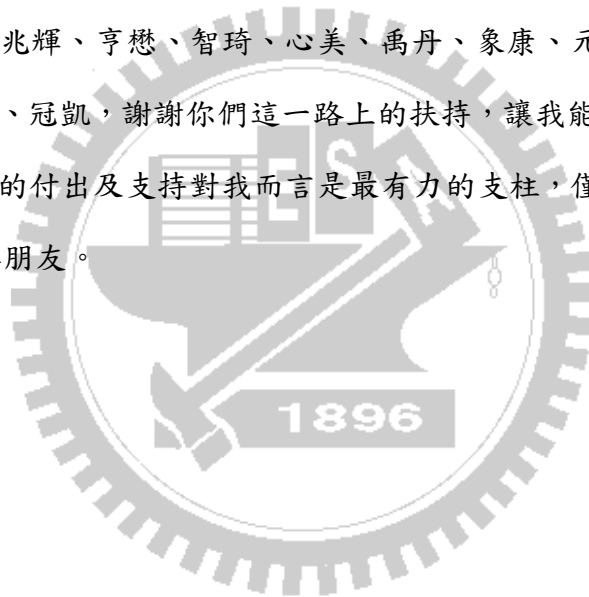 兆輝、亨懋、智琦、心美、禹丹、象康、元
、冠凱，謝謝你們這一路上的扶持，讓我能
的付出及支持對我而言是最有力的支柱，僅
朋友。
ES
1896